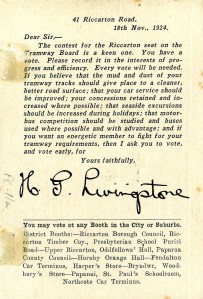 41 Riccarton Road,
18th Nov., 1924.
Dear Sir,—
The contest for the Riccarton seat on the
Tramway Board is a keen one. You have a
vote. Please record it in the interests of prog-
ress and efficiency. Every vote will be needed.
If you believe that the mud and dust of your
tramway tracks should give place to a cleaner,
better road surface; that your car service should
be improved; your concessions retained and in-
creased where possible; that seaside excursions
should be increased during holidays; that motor-
bus competition should be studied and buses
used where possible and with advantage; and if
you want an energetic member to fight for your
tramway requirements, then I ask you to vote,
and vote early, for
Yours faithfully,
H. G. Livingstone
You may vote at any Booth in the City or Suburbs.
District Booths:—Riccarton Borough Council, Ric-
carton Timber Coy., Presbyterian School Puriri
Road—Upper Riccarton, Oddfellows' Hall, Paparua
County Council—Hornby Orange Hall—Fendalton
Car Terminus, Harper's Store—Bryndwr, Wood-
bury's Store—Papanui, St. Paul's Schoolroom,
Northcote Car Terminus.